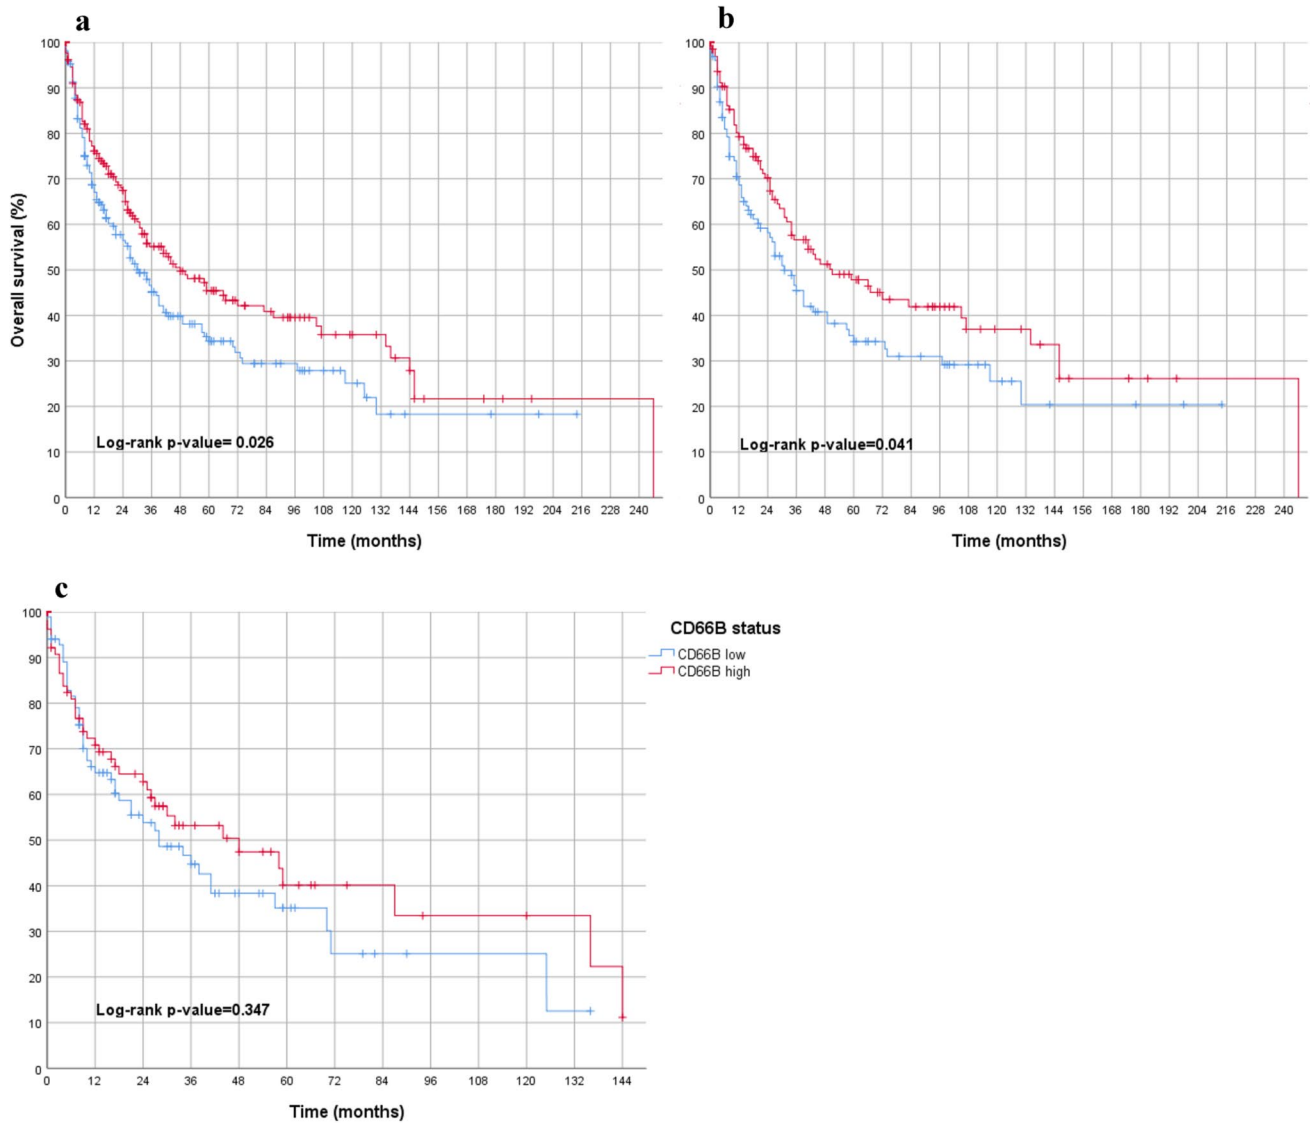 a
100
90
80
70
60
50
40
30
20
10
0
Overall survival (%)
Log-rank p-value= 0.026
0 12 24 36 48 60 72 84 96 108 120 132 144 156 168 180 192 204 216 228 240
Time (months)
b
100
90
80
70
60
50
40
30
20
10
0
Log-rank p-value=0.041
0 12 24 36 48 60 72 84 96 108 120 132 144 156 168 180 192 204 216 228 240
Time (months)
c
100
90
80
70
60
50
40
30
20
10
0
Log-rank p-value=0.347
0 12 24 36 48 60 72 84 96 108 120 132 144
Time (months)
CD66B status
CD66B low
CD66B high